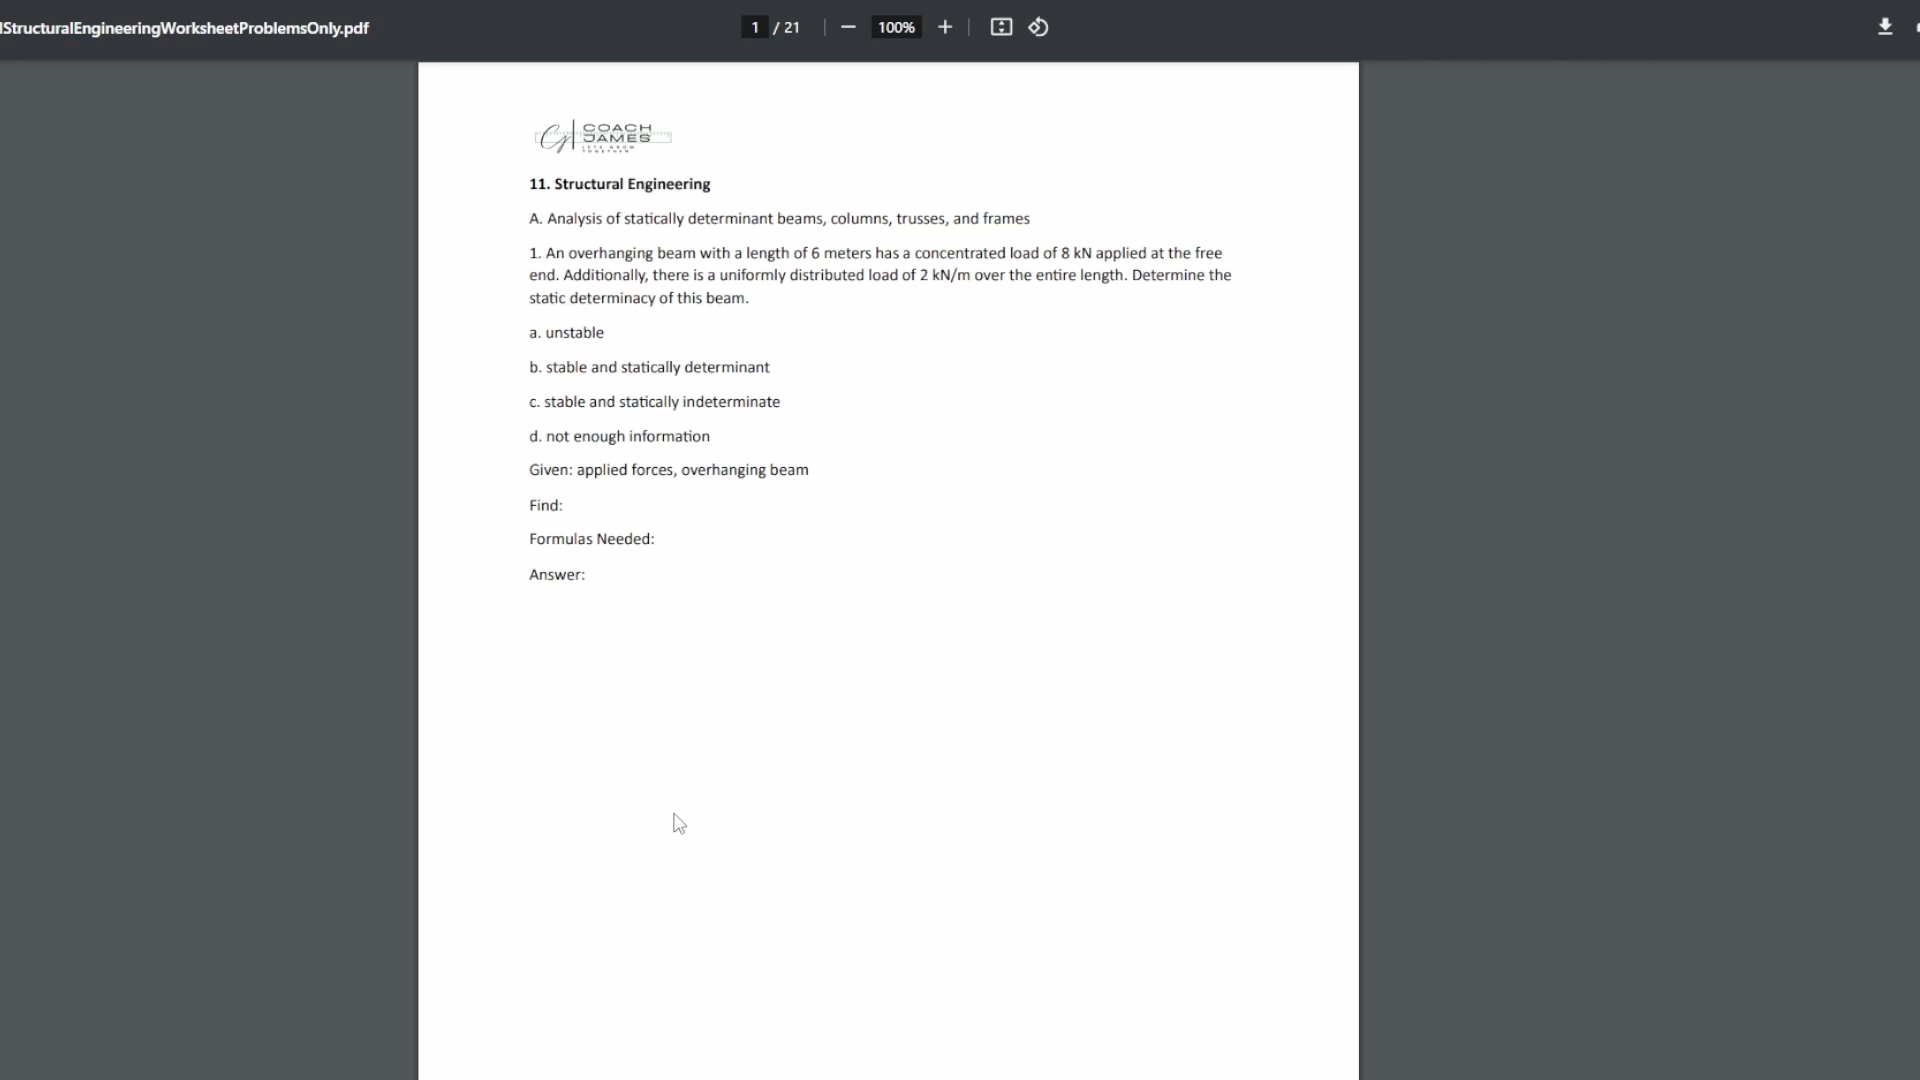 lStructuralEngineeringWorksheetProblemsOnly.pdf
1 / 21
100%
COACH
JAMES
LETS GROW
TOGETHER
11. Structural Engineering
A. Analysis of statically determinant beams, columns, trusses, and frames
1. An overhanging beam with a length of 6 meters has a concentrated load of 8 kN applied at the free
end. Additionally, there is a uniformly distributed load of 2 kN/m over the entire length. Determine the
static determinacy of this beam.
a. unstable
b. stable and statically determinant
c. stable and statically indeterminate
d. not enough information
Given: applied forces, overhanging beam
Find:
Formulas Needed:
Answer: